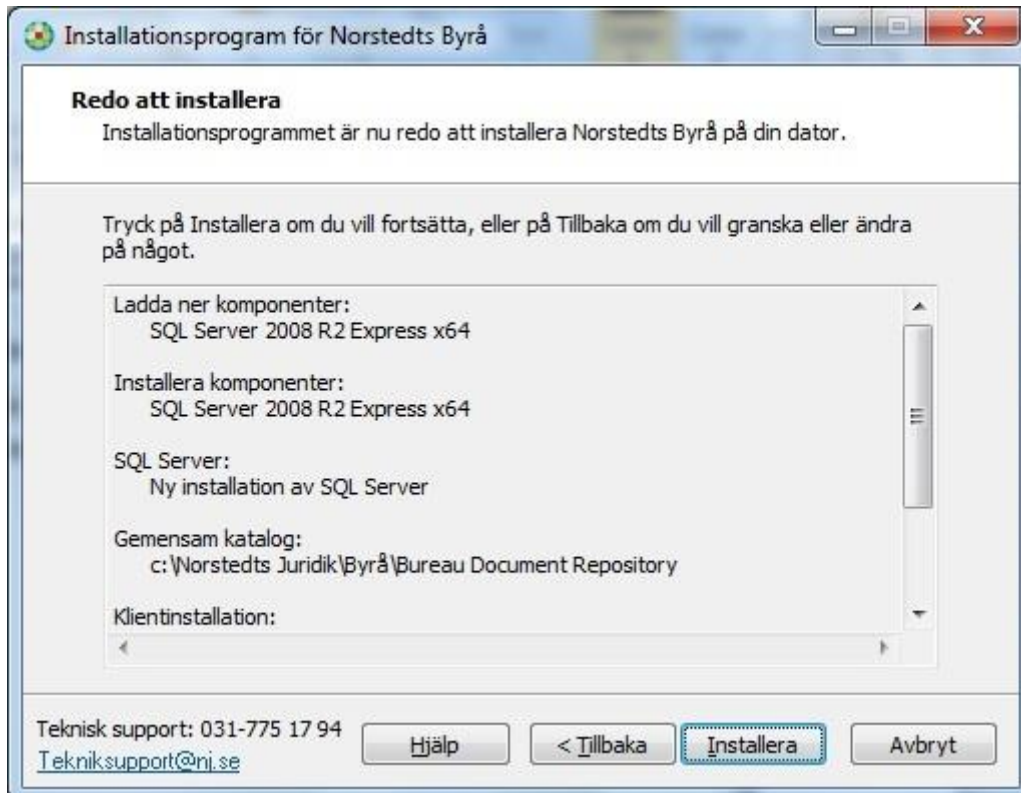 Installationsprogram för Norstedts Byrå
Redo att installera
Installationsprogrammet är nu redo att installera Norstedts Byrå på din dator.
Tryck på Installera om du vill fortsätta, eller på Tillbaka om du vill granska eller ändra
på något.
Ladda ner komponenter:
SQL Server 2008 R2 Express x64
Installera komponenter:
SQL Server 2008 R2 Express x64
SQL Server:
Ny installation av SQL Server
Gemensam katalog:
c:\Norstedts Juridik\Byrå\Bureau Document Repository
Klientinstallation:
Teknisk support: 031-775 17 94
Tekniksupport@nj.se
Hjälp
< Tillbaka
Installera
Avbryt